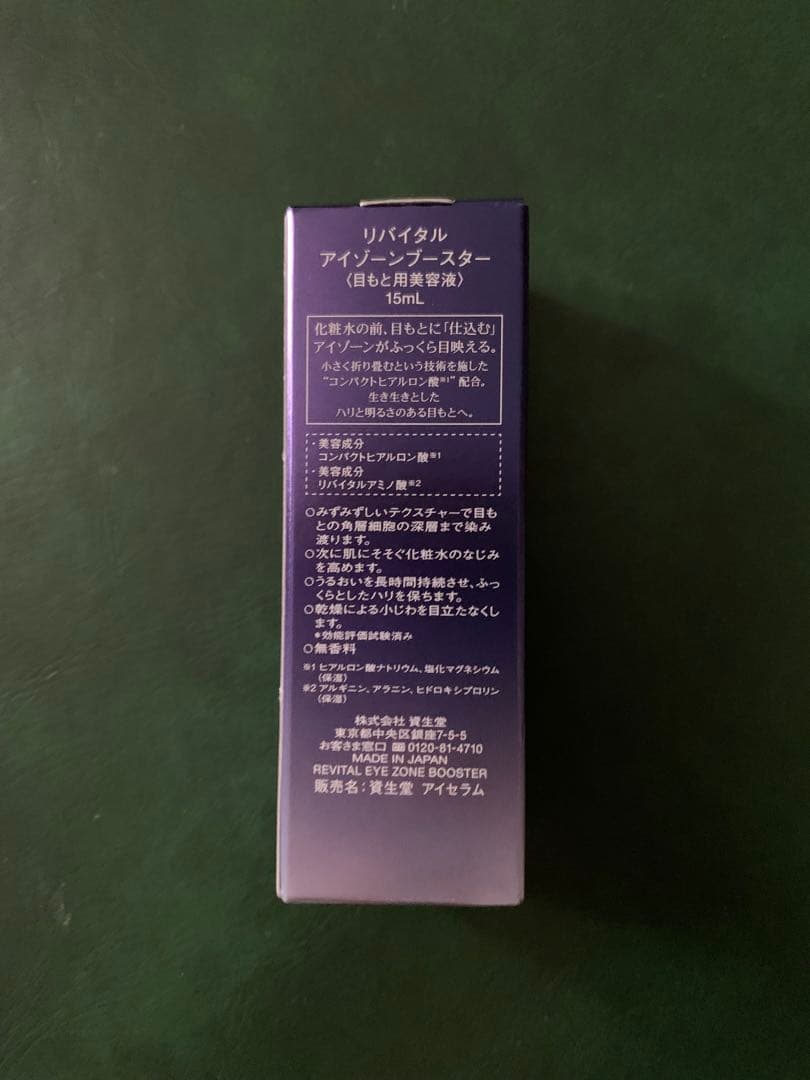 リバイタル
アイゾーンブースター
〈目もと用美容液〉
15mL
化粧水の前、目もとに「仕込む」
アイゾーンがふっくら目映える。
小さく折り畳むという技術を施した
“コンパクトヒアルロン酸※1”配合。
生き生きとした
ハリと明るさのある目もとへ。
・美容成分
コンパクトヒアルロン酸※1
・美容成分
リバイタルアミノ酸※2
○みずみずしいテクスチャーで目も
との角層細胞の深層まで染み
渡ります。
○次に肌にそそぐ化粧水のなじみ
を高めます。
○うるおいを長時間持続させ、ふっ
くらとしたハリを保ちます。
○乾燥による小じわを目立たなくし
ます。
*効能評価試験済み
○無香料
※1 ヒアルロン酸ナトリウム、塩化マグネシウム
(保湿)
※2 アルギニン、アラニン、ヒドロキシプロリン
(保湿)
株式会社 資生堂
東京都中央区銀座7-5-5
お客さま窓口 0120-81-4710
MADE IN JAPAN
REVITAL EYE ZONE BOOSTER
販売名：資生堂 アイセラム